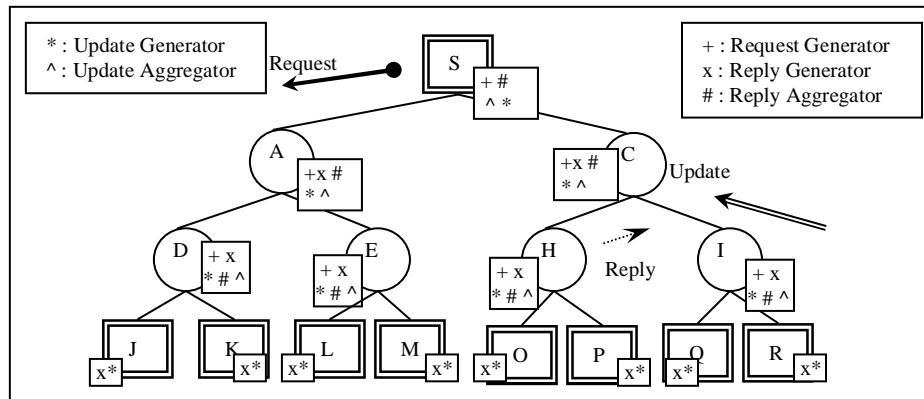 * : Update Generator
^ : Update Aggregator
Request
S
+ #
^ *
+ : Request Generator
x : Reply Generator
# : Reply Aggregator
A
+x #
* ^
C
+x #
* ^
Update
D
+ x
* # ^
E
+ x
* # ^
H
+ x
* # ^
Reply
I
+ x
* # ^
J
x*
K
x*
L
x*
M
x*
O
x*
P
x*
Q
x*
R
x*